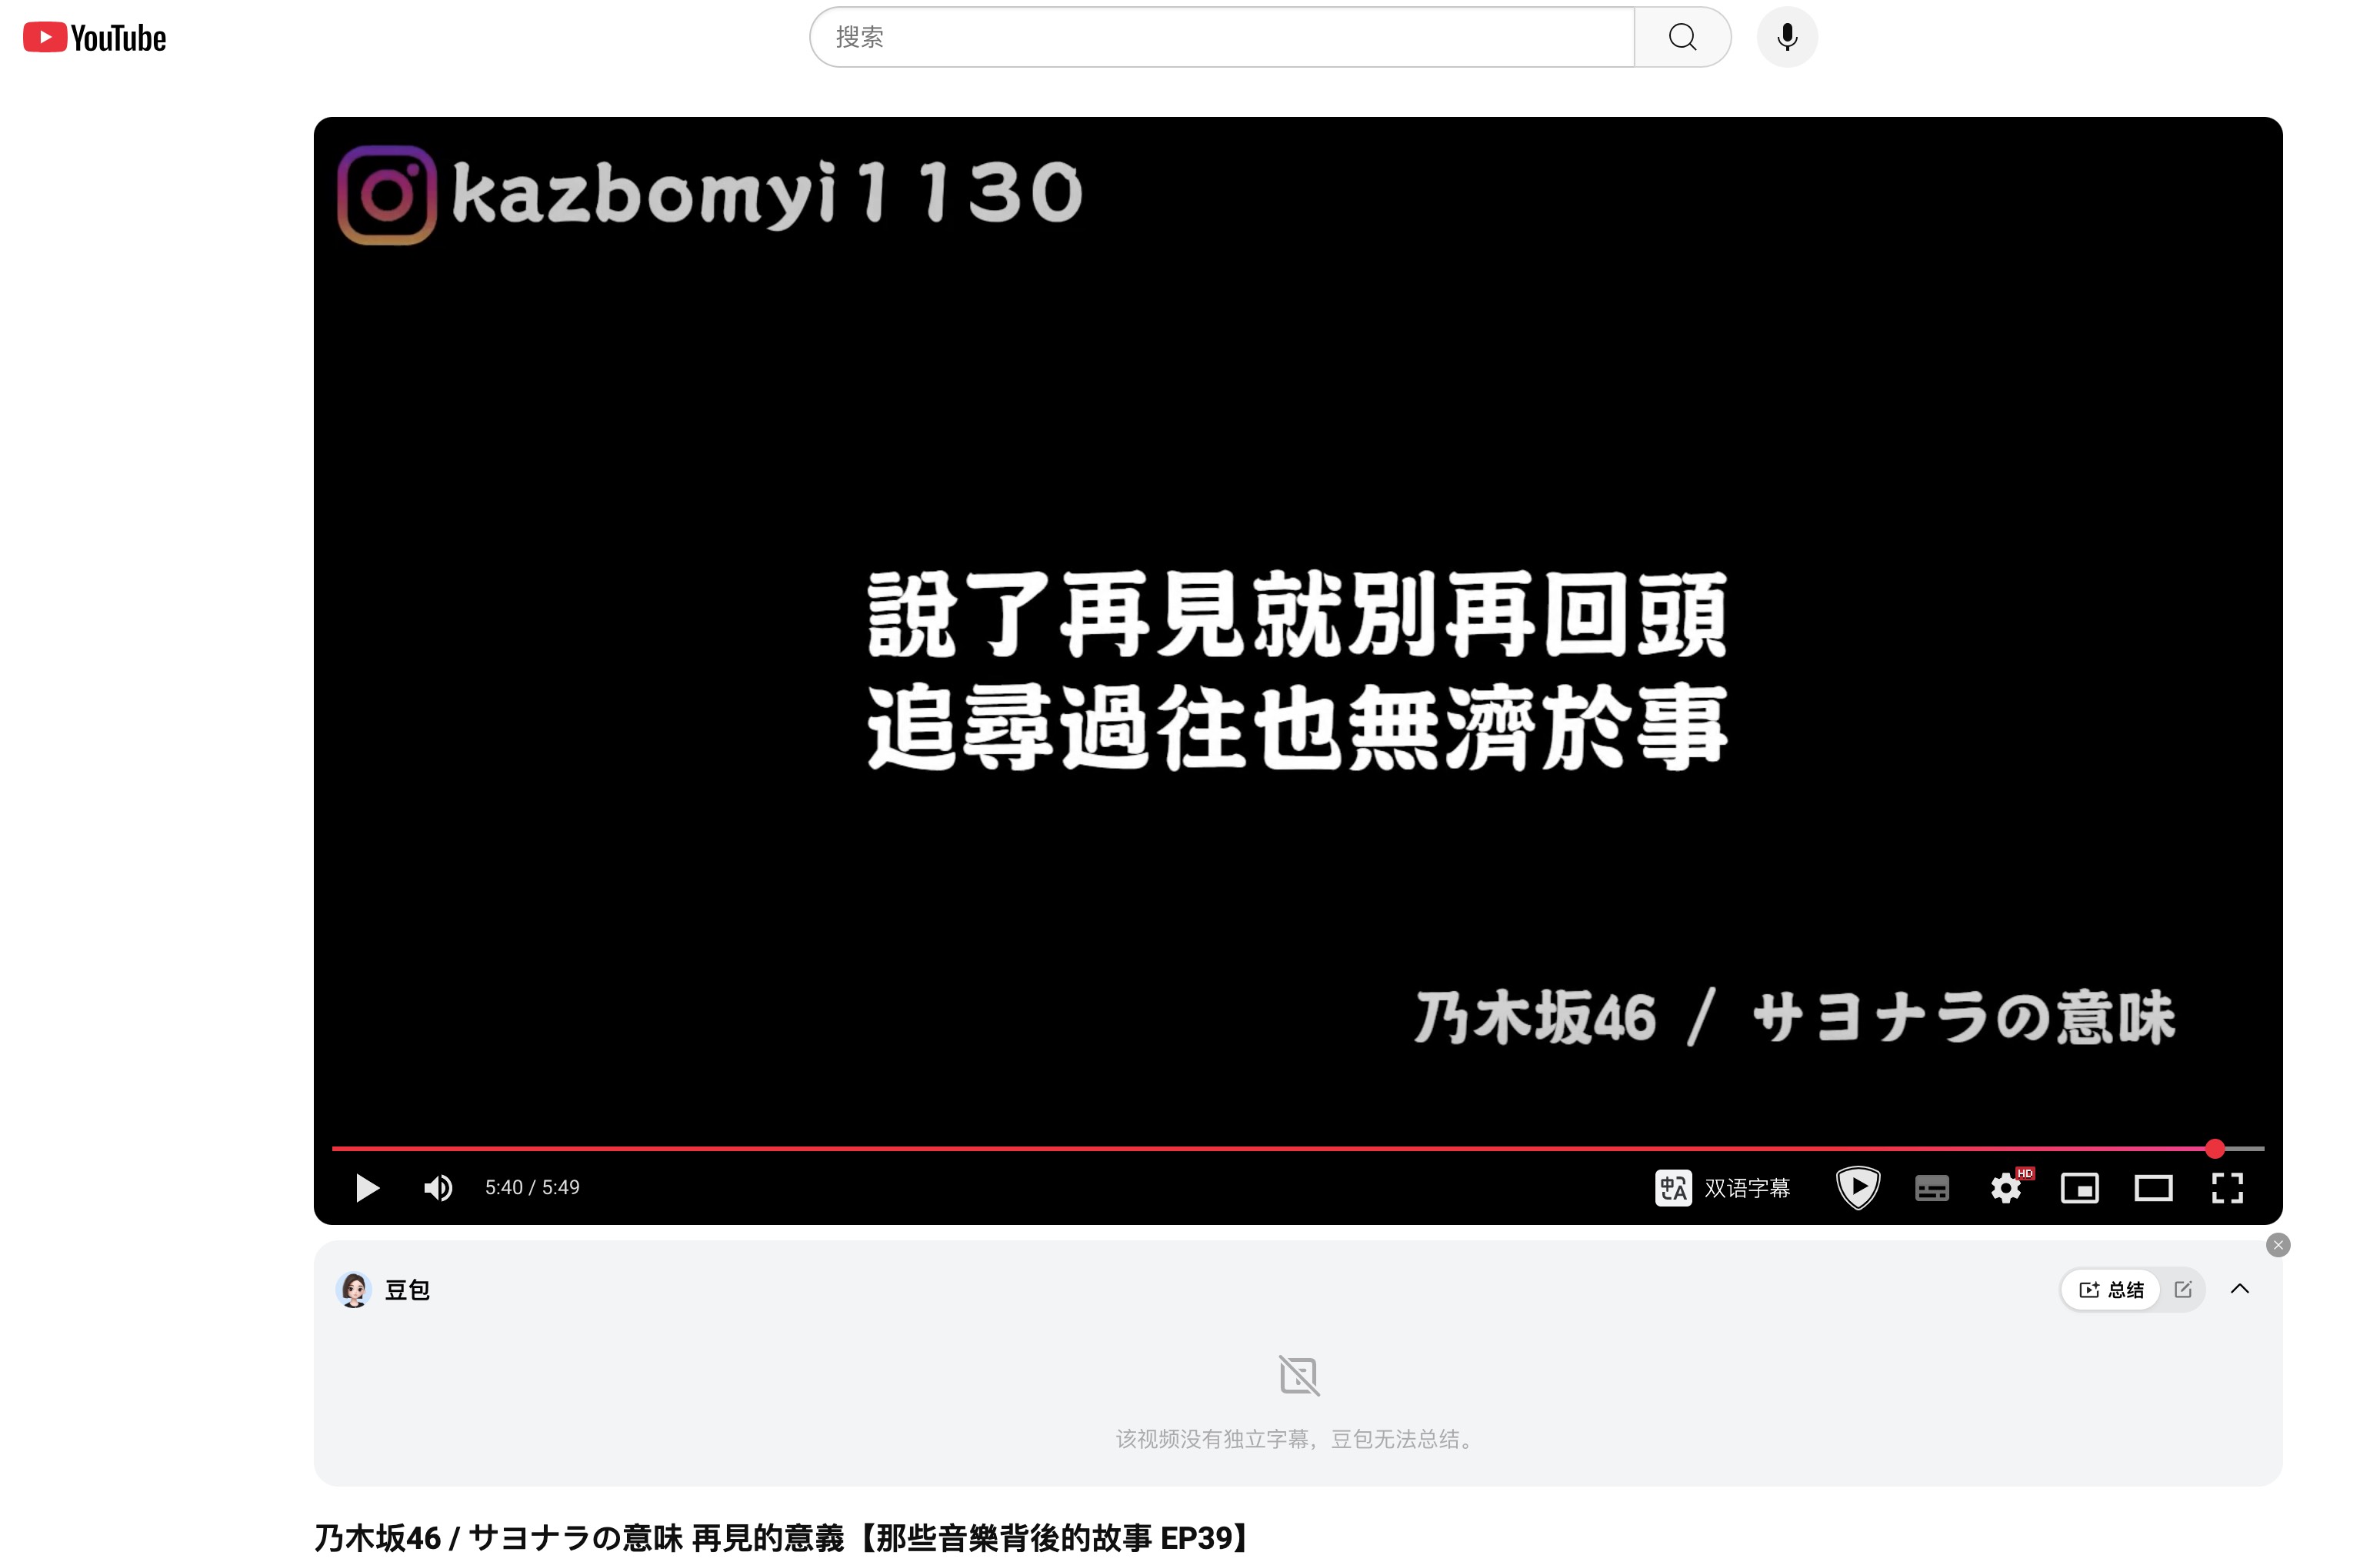 YouTube
搜索
kazbomyi1130
說了再見就別再回頭
追尋過往也無濟於事
乃木坂46 / サヨナラの意味
5:40 / 5:49
中A 双语字幕
HD
豆包
总结
该视频没有独立字幕，豆包无法总结。
乃木坂46 / サヨナラの意味 再見的意義【那些音樂背後的故事 EP39】